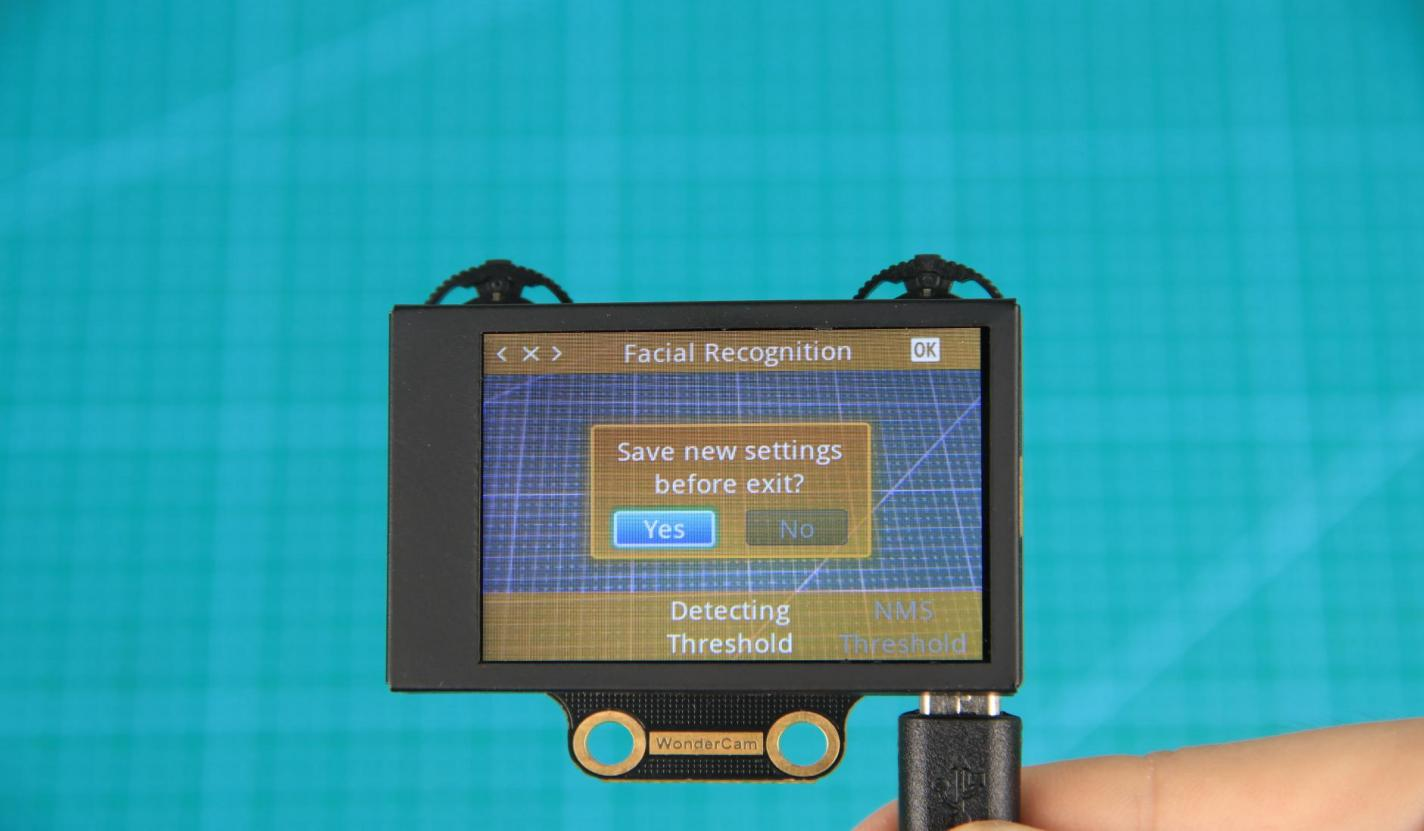 < × > Facial Recognition OK
Save new settings
before exit?
Yes No
Detecting NMS
Threshold Threshold
WonderCam